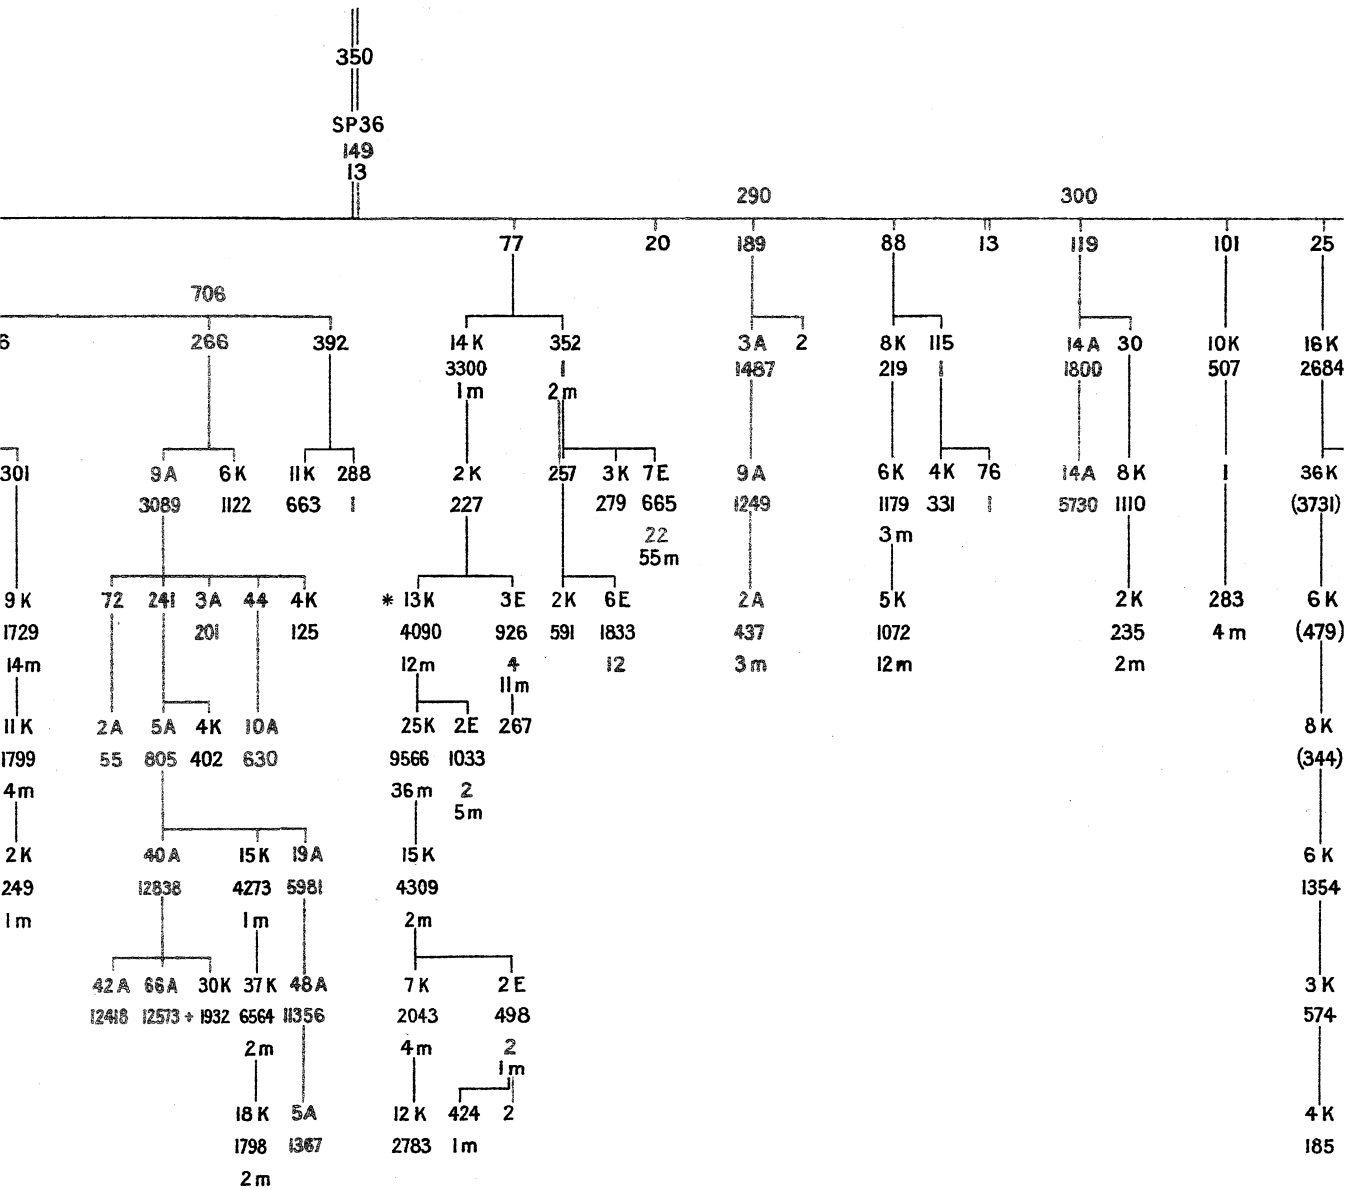 350
SP36
149
13
290 300
77 20 189 88 13 119 101 25
706
6 266 392 14 K 352 3 A 2 8 K 115 14 A 30 10 K 16 K
3300 1 1487 219 1 1800 507 2684
1 m 2 m
301 9 A 6 K 11 K 288 2 K 257 3 K 7 E 9 A 6 K 4 K 76 14 A 8 K 1 36 K
3089 1122 663 1 227 279 665 1249 1179 331 1 5730 1110 (3731)
22 3 m
55 m
9 K 72 241 3 A 44 4 K * 13 K 3 E 2 K 6 E 2 A 5 K 2 K 283 6 K
1729 201 125 4090 926 591 1833 437 1072 235 4 m (479)
14 m 12 m 4 12 3 m 12 m 2 m
11 m
11 K 2 A 5 A 4 K 10 A 25 K 2 E 267 8 K
1799 55 805 402 630 9566 1033 (344)
4 m 36 m 2
5 m
2 K 40 A 15 K 19 A 15 K 6 K
249 12838 4273 5981 4309 1354
1 m 1 m 2 m
42 A 66 A 30 K 37 K 48 A 7 K 2 E 3 K
12418 12573 + 1932 6564 11356 2043 498 574
2 m 4 m 2
1 m
18 K 5 A 12 K 424 2 4 K
1798 1367 2783 1 m 185
2 m